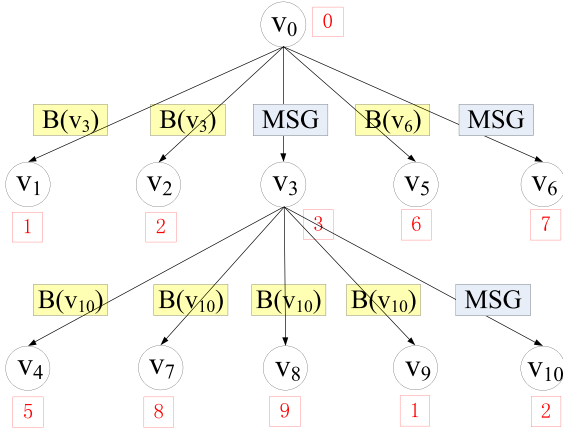 v₀ 0
B(v₃) B(v₃) MSG B(v₆) MSG
v₁ v₂ v₃ v₅ v₆
1 2 3 6 7
B(v₁₀) B(v₁₀) B(v₁₀) B(v₁₀) MSG
v₄ v₇ v₈ v₉ v₁₀
5 8 9 1 2